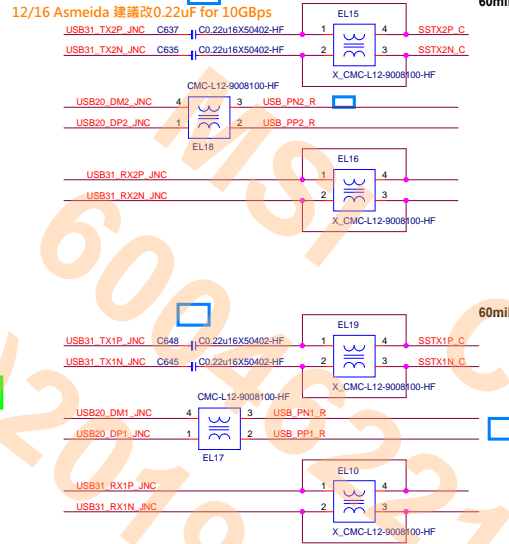 12/16 Asmeida 建議改0.22uF for 10GBps
60mil
EL15
USB31_TX2P_JNC C637 C0.22u16X50402-HF 1 4 SSTX2P_C
USB31_TX2N_JNC C635 C0.22u16X50402-HF 2 3 SSTX2N_C
X_CMC-L12-9008100-HF
CMC-L12-9008100-HF
USB20_DM2_JNC 4 3 USB_PN2_R
USB20_DP2_JNC 1 2 USB_PP2_R
EL18
EL16
USB31_RX2P_JNC 1 4
USB31_RX2N_JNC 2 3
X_CMC-L12-9008100-HF
60mil
EL19
USB31_TX1P_JNC C648 C0.22u16X50402-HF 1 4 SSTX1P_C
USB31_TX1N_JNC C645 C0.22u16X50402-HF 2 3 SSTX1N_C
X_CMC-L12-9008100-HF
CMC-L12-9008100-HF
USB20_DM1_JNC 4 3 USB_PN1_R
USB20_DP1_JNC 1 2 USB_PP1_R
EL17
EL10
USB31_RX1P_JNC 1 4
USB31_RX1N_JNC 2 3
X_CMC-L12-9008100-HF
MSI